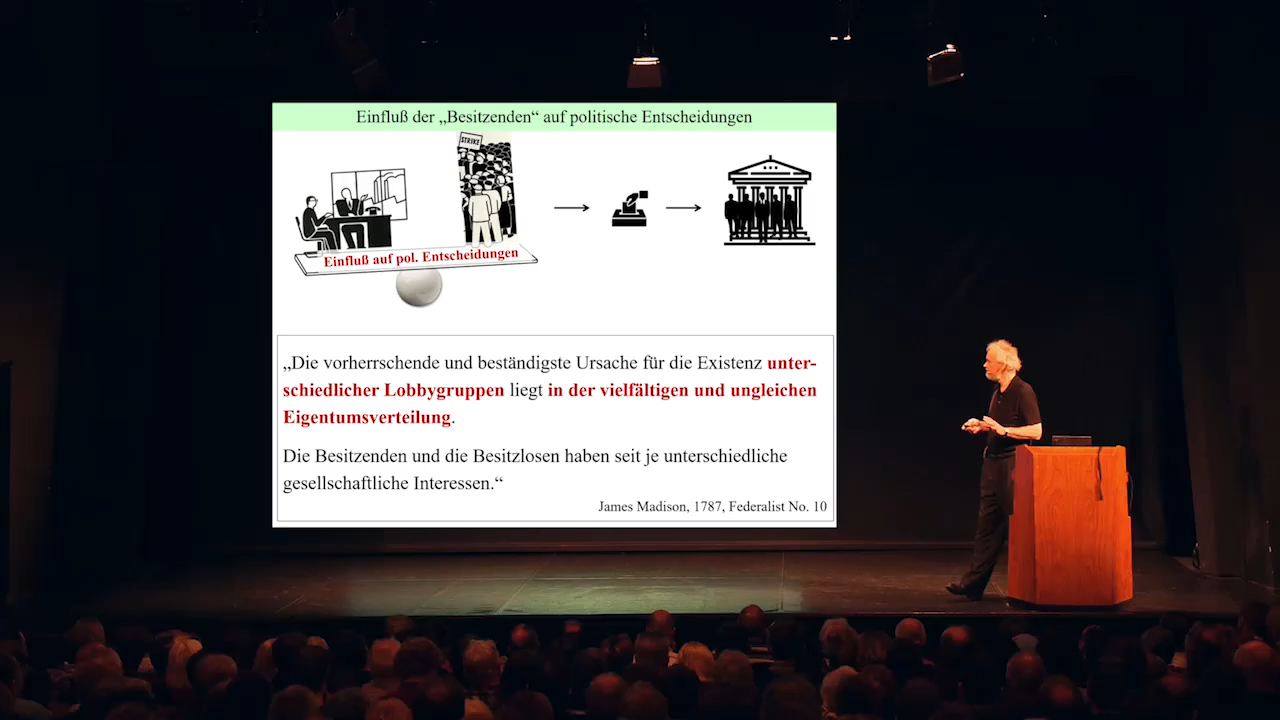 Einfluß der „Besitzenden“ auf politische Entscheidungen
STRIKE
Einfluß auf pol. Entscheidungen
„Die vorherrschende und beständigste Ursache für die Existenz unter-
schiedlicher Lobbygruppen liegt in der vielfältigen und ungleichen
Eigentumsverteilung.
Die Besitzenden und die Besitzlosen haben seit je unterschiedliche
gesellschaftliche Interessen.“
James Madison, 1787, Federalist No. 10